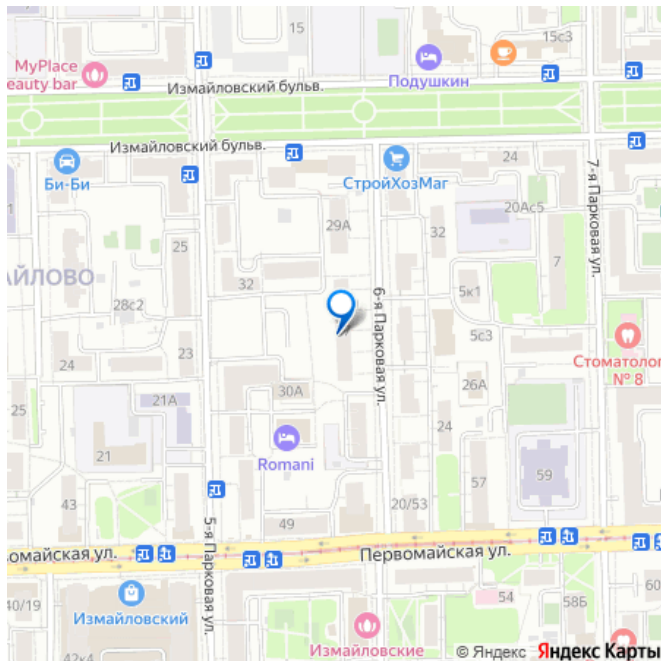 15
15с3
MyPlace
eauty bar
Подушкин
Измайловский бульв.
Измайловский бульв.
Би-Би
СтройХозМаг
24
7-я Парковая ул.
1
20Ас5
29А
32
25
7
АЙЛОВО
32
5к1
6-я Парковая ул.
28с2
5с3
Стоматолог
№ 8
23
24
30А
26А
21А
25
24
21
Romani
57
59
43
20/53
49
5-я Парковая ул.
вомайская ул.
Первомайская ул.
40/19
Измайловский
54
58Б
60
Измайловские
42к4
© Яндекс Яндекс Карты